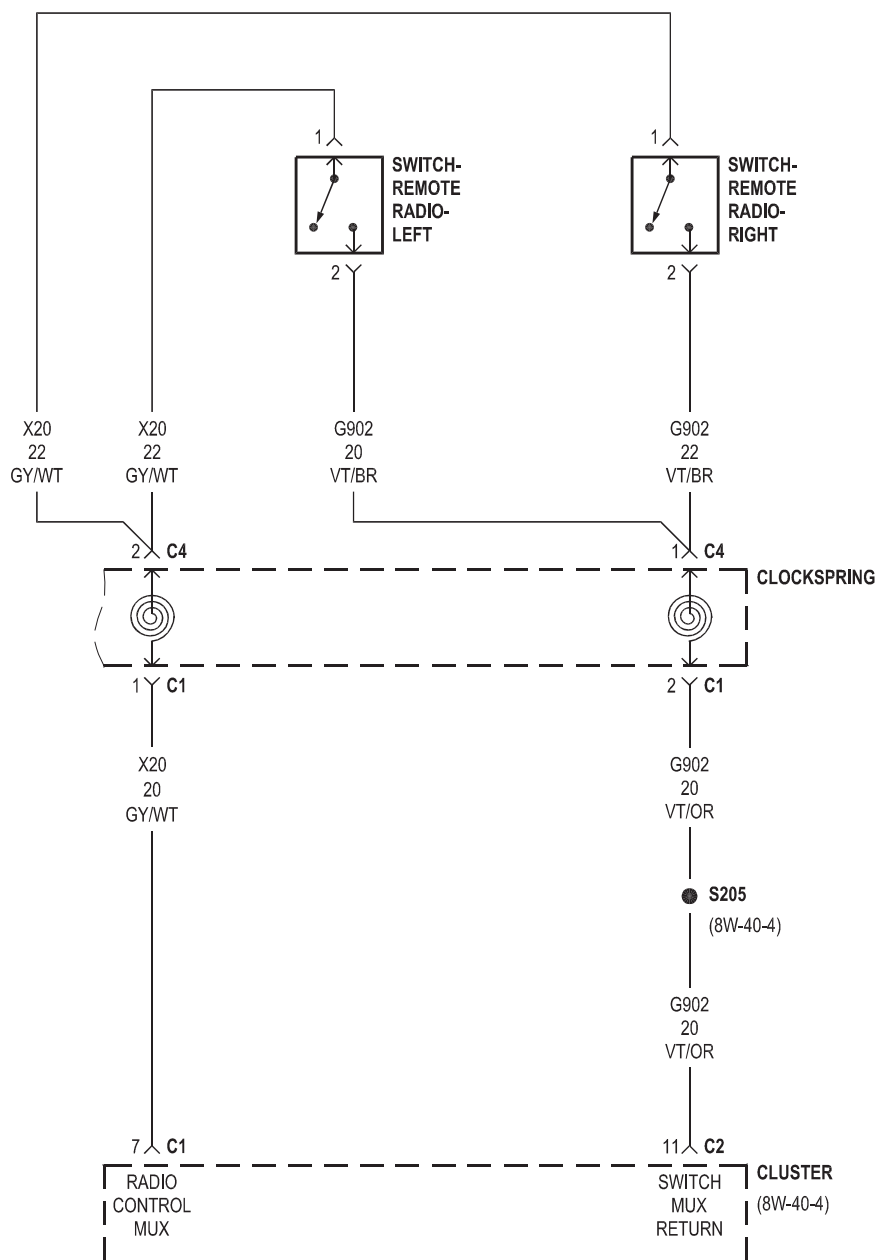 1
SWITCH-
REMOTE
RADIO-
LEFT
2
1
SWITCH-
REMOTE
RADIO-
RIGHT
2
X20
22
GY/WT
X20
22
GY/WT
G902
20
VT/BR
G902
22
VT/BR
2 C4
1 C4
CLOCKSPRING
1 C1
2 C1
X20
20
GY/WT
G902
20
VT/OR
S205
(8W-40-4)
G902
20
VT/OR
7 C1
11 C2
RADIO
CONTROL
MUX
SWITCH
MUX
RETURN
CLUSTER
(8W-40-4)